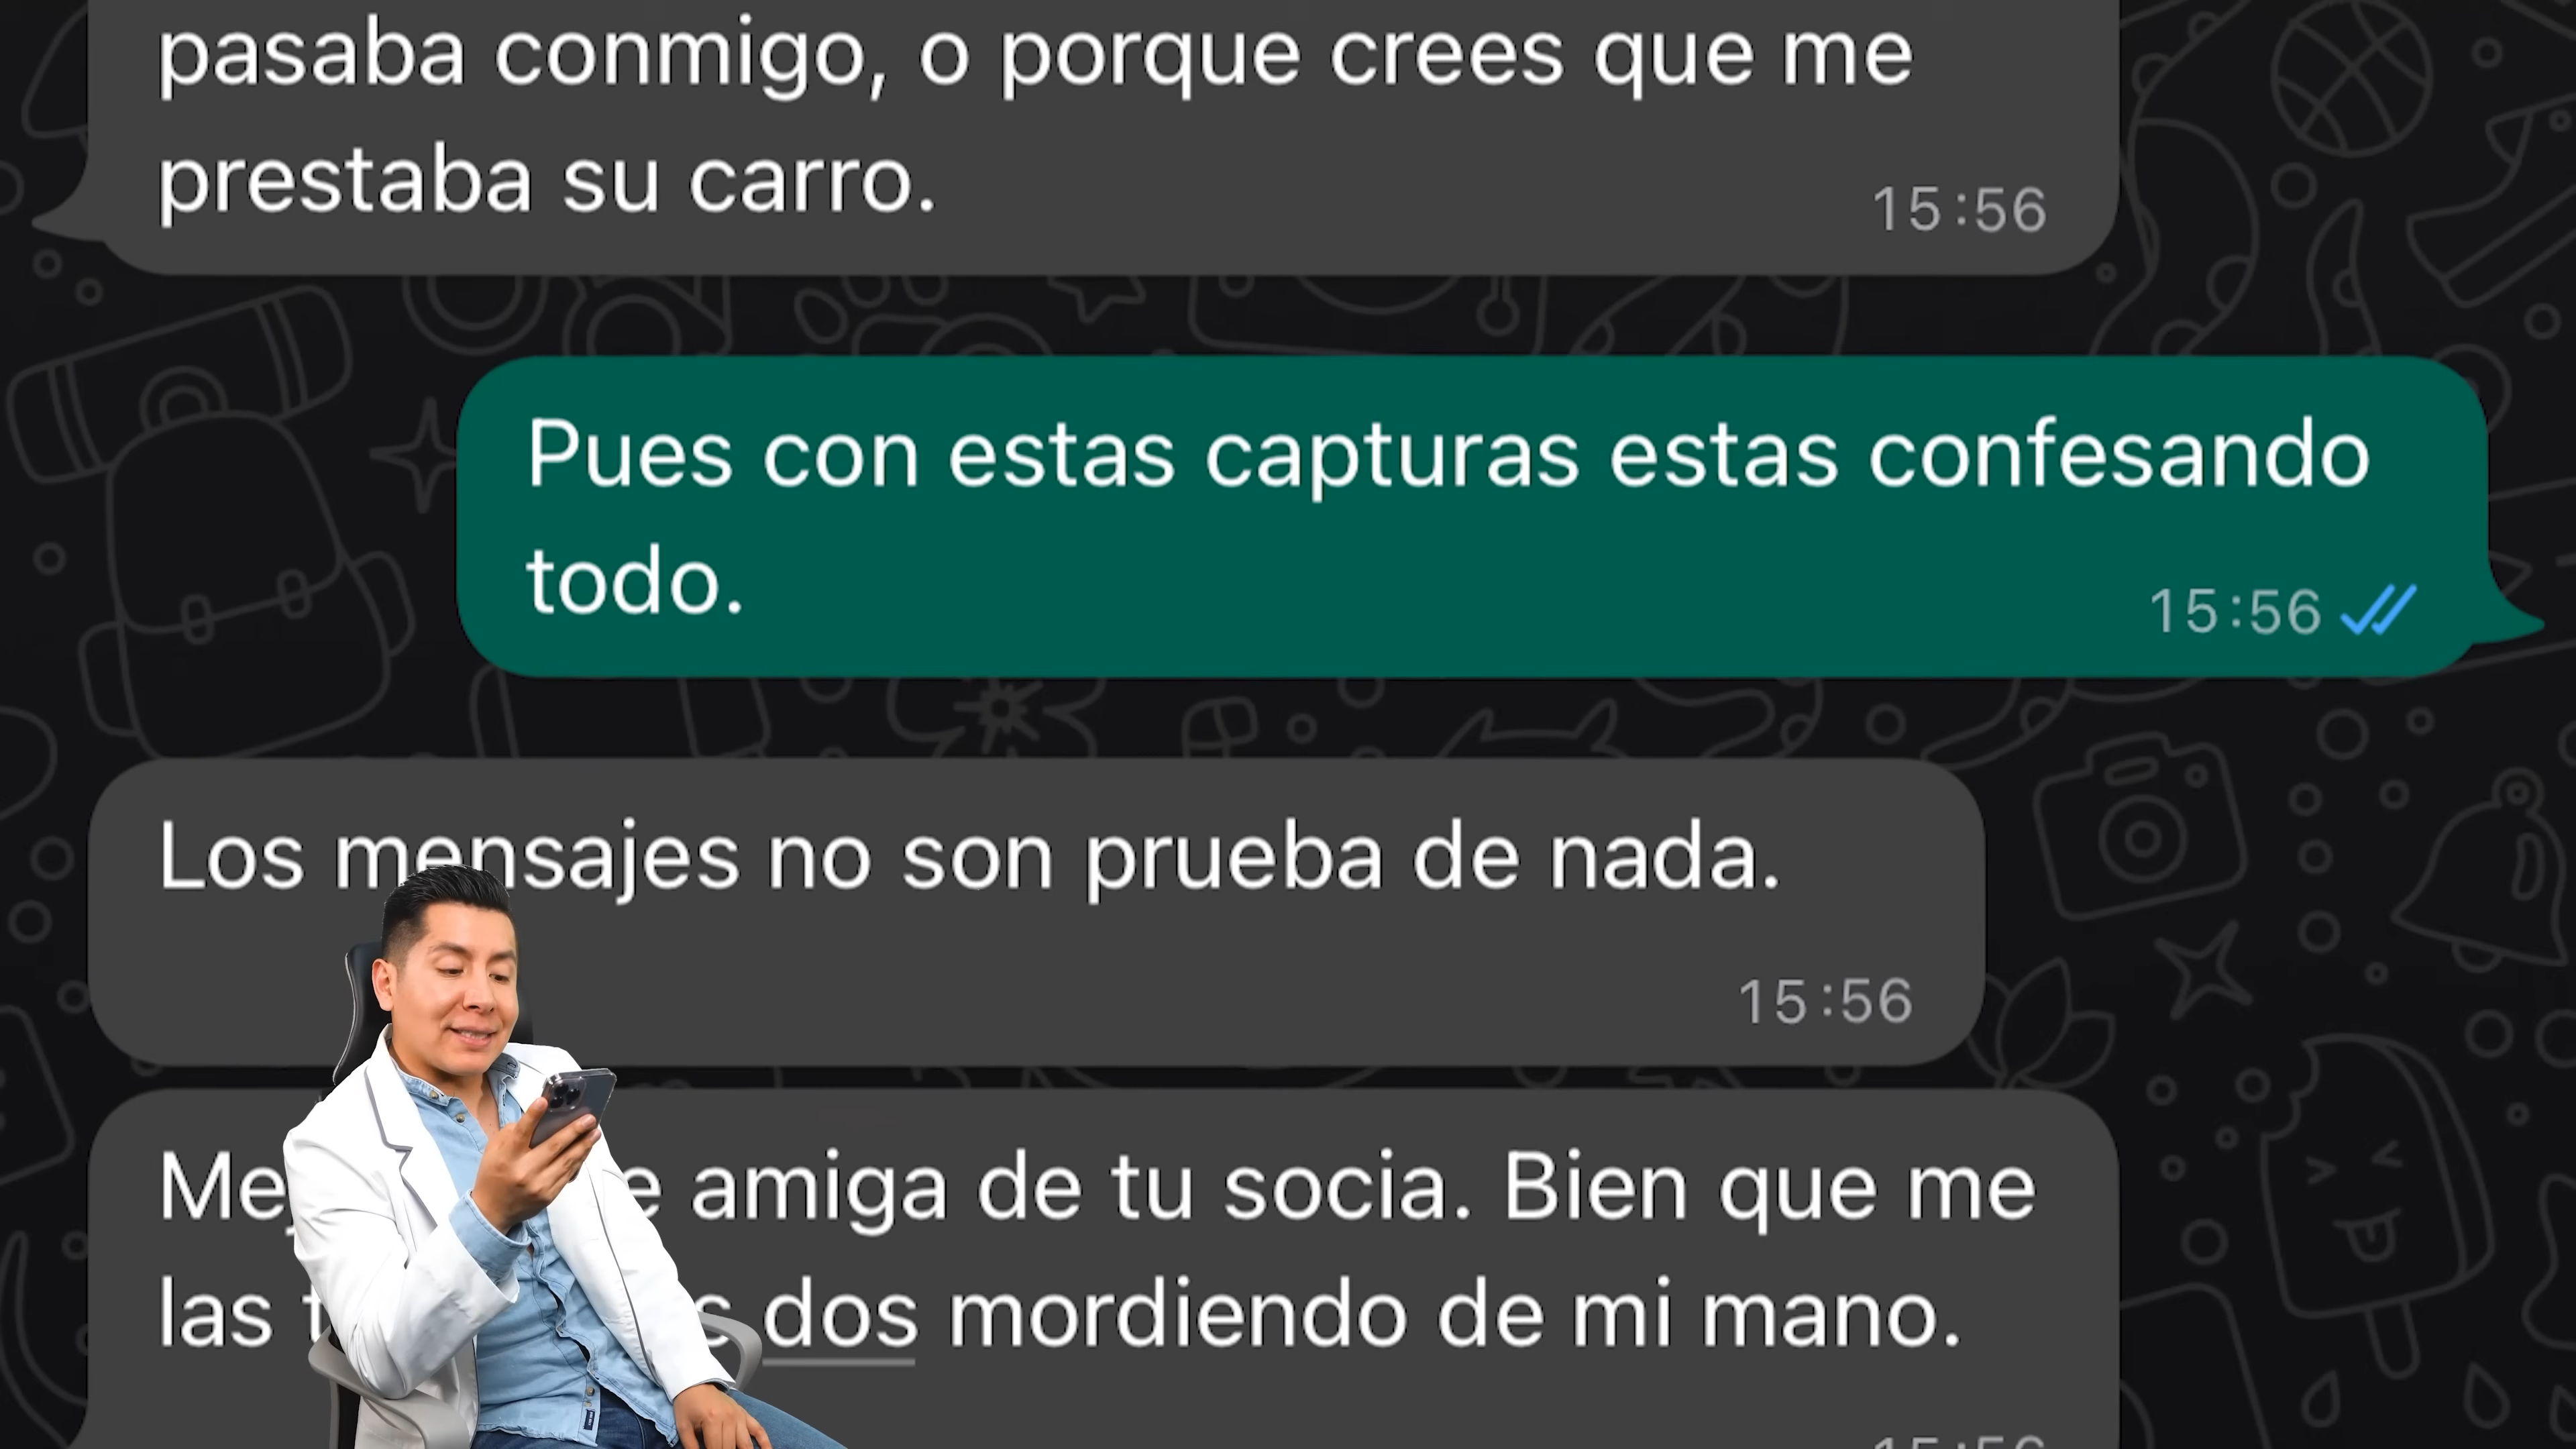 pasaba conmigo, o porque crees que me
prestaba su carro.
15:56
Pues con estas capturas estas confesando
todo.
15:56
Los mensajes no son prueba de nada.
15:56
amiga de tu socia. Bien que me
las dos mordiendo de mi mano.
15:56